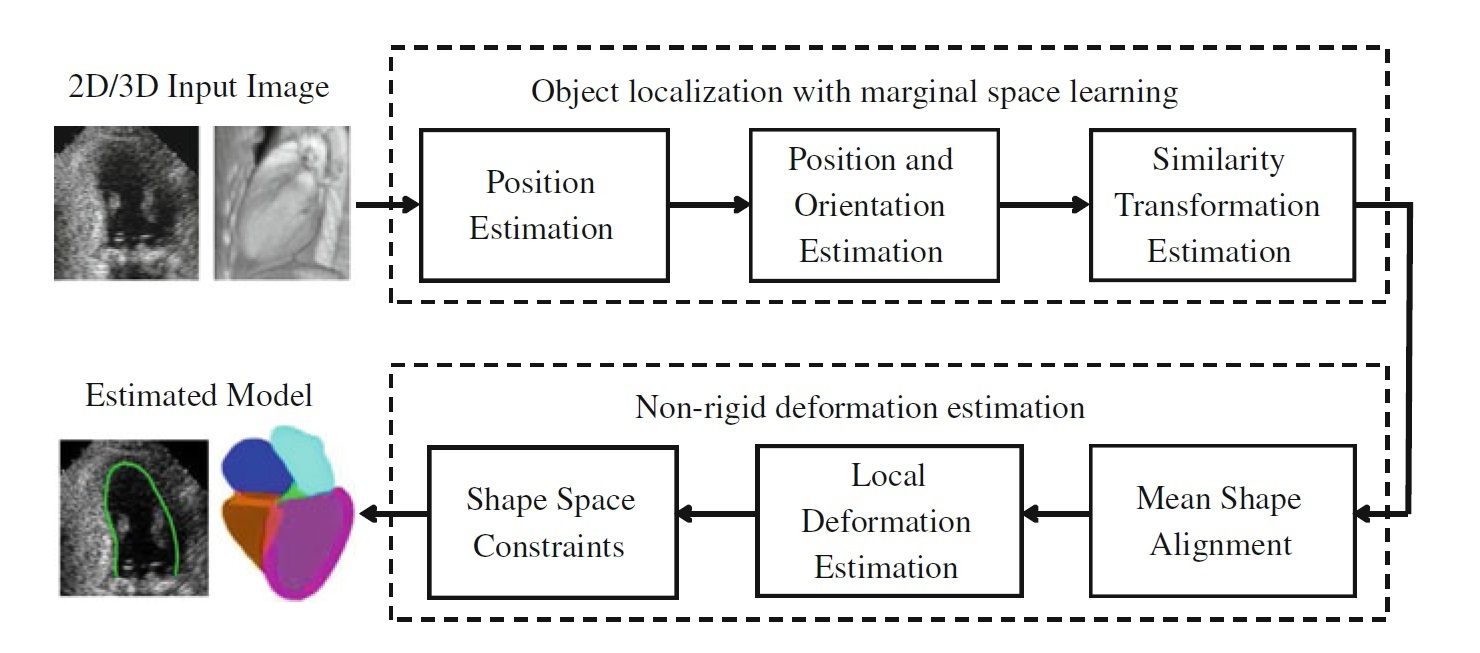 2D/3D Input Image
Object localization with marginal space learning
Position
Estimation
Position and
Orientation
Estimation
Similarity
Transformation
Estimation
Estimated Model
Non-rigid deformation estimation
Shape Space
Constraints
Local
Deformation
Estimation
Mean Shape
Alignment